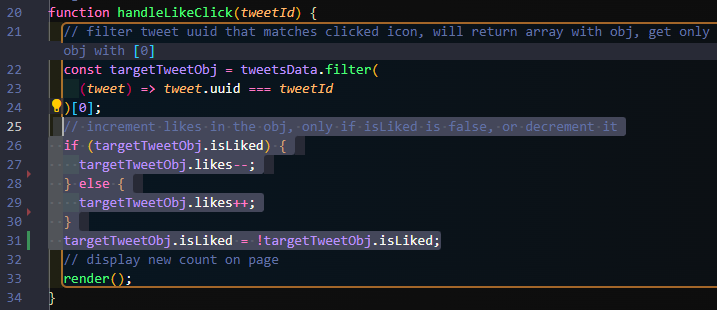 20 function handleLikeClick(tweetId) {
21 // filter tweet uuid that matches clicked icon, will return array with obj, get only
obj with [0]
22 const targetTweetObj = tweetsData.filter(
23 (tweet) => tweet.uuid === tweetId
24 )[0];
25 // increment likes in the obj, only if isLiked is false, or decrement it
26 if (targetTweetObj.isLiked) {
27 targetTweetObj.likes--;
28 } else {
29 targetTweetObj.likes++;
30 }
31 targetTweetObj.isLiked = !targetTweetObj.isLiked;
32 // display new count on page
33 render();
34 }